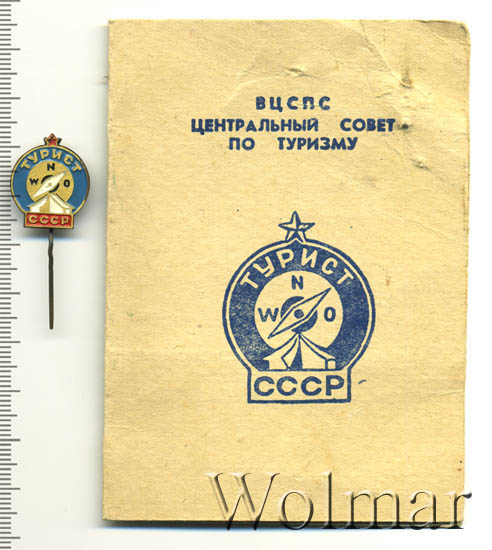 ТУРИСТ
N
W O
СССР
ВЦСПС
ЦЕНТРАЛЬНЫЙ СОВЕТ
ПО ТУРИЗМУ
ТУРИСТ
N
W O
СССР
Wolmar